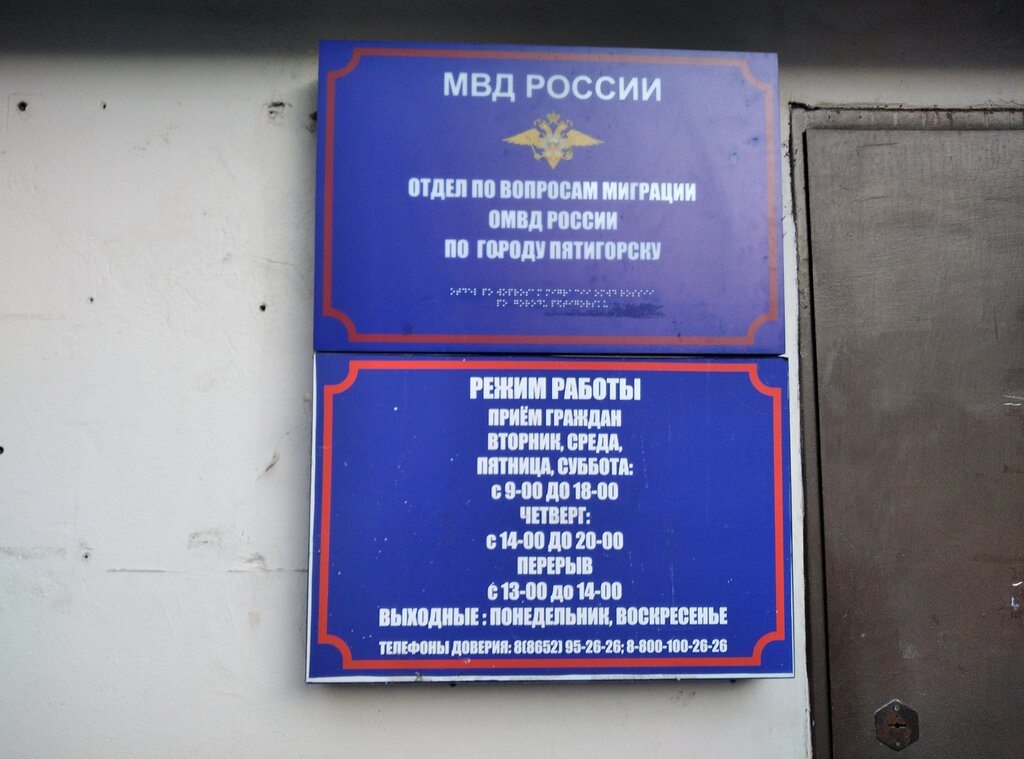 МВД РОССИИ
ОТДЕЛ ПО ВОПРОСАМ МИГРАЦИИ
ОМВД РОССИИ
ПО ГОРОДУ ПЯТИГОРСКУ
РЕЖИМ РАБОТЫ
ПРИЁМ ГРАЖДАН
ВТОРНИК, СРЕДА,
ПЯТНИЦА, СУББОТА:
с 9-00 ДО 18-00
ЧЕТВЕРГ:
с 14-00 ДО 20-00
ПЕРЕРЫВ
с 13-00 до 14-00
ВЫХОДНЫЕ : ПОНЕДЕЛЬНИК, ВОСКРЕСЕНЬЕ
ТЕЛЕФОНЫ ДОВЕРИЯ: 8(8652) 95-26-26; 8-800-100-26-26